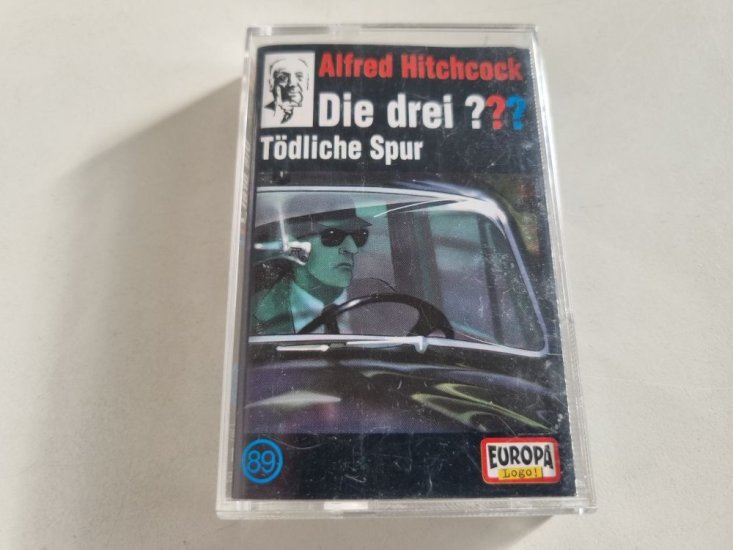 Alfred Hitchcock
Die drei ???
Tödliche Spur
89
EUROPA
Logo!